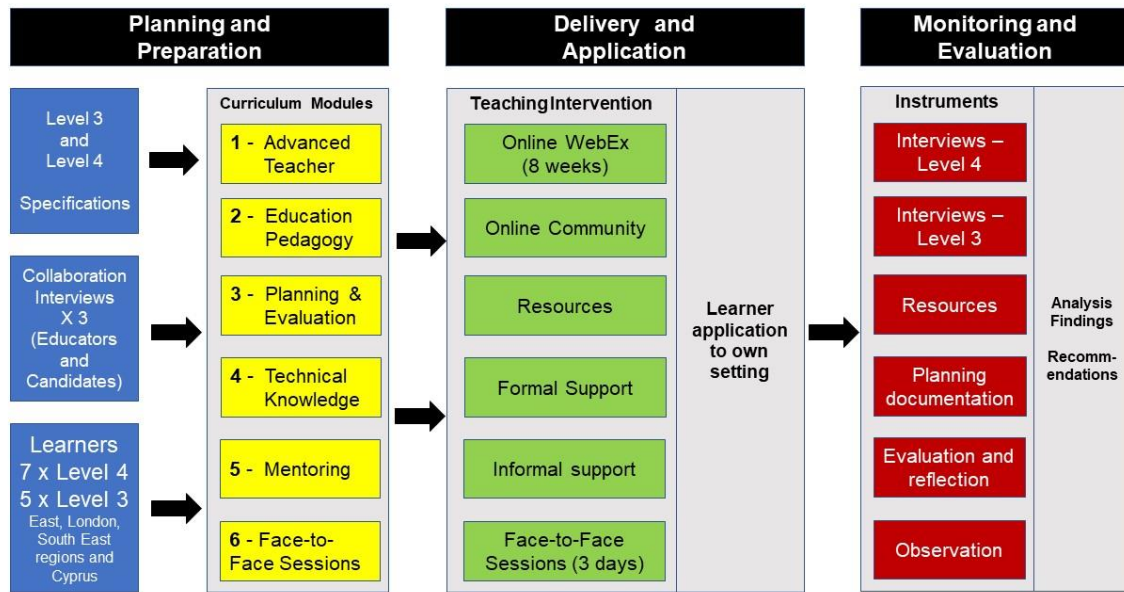 Planning and
Preparation
Delivery and
Application
Monitoring and
Evaluation
Level 3
and
Level 4
Specifications
Collaboration
Interviews
X 3
(Educators
and
Candidates)
Learners
7 x Level 4
5 x Level 3
East, London,
South East
regions and
Cyprus
Curriculum Modules
1 - Advanced
Teacher
2 - Education
Pedagogy
3 - Planning &
Evaluation
4 - Technical
Knowledge
5 - Mentoring
6 - Face-to-
Face Sessions
Teaching Intervention
Online WebEx
(8 weeks)
Online Community
Resources
Formal Support
Informal support
Face-to-Face
Sessions (3 days)
Learner
application
to own
setting
Instruments
Interviews –
Level 4
Interviews –
Level 3
Resources
Planning
documentation
Evaluation and
reflection
Observation
Analysis
Findings
Recomm-
endations